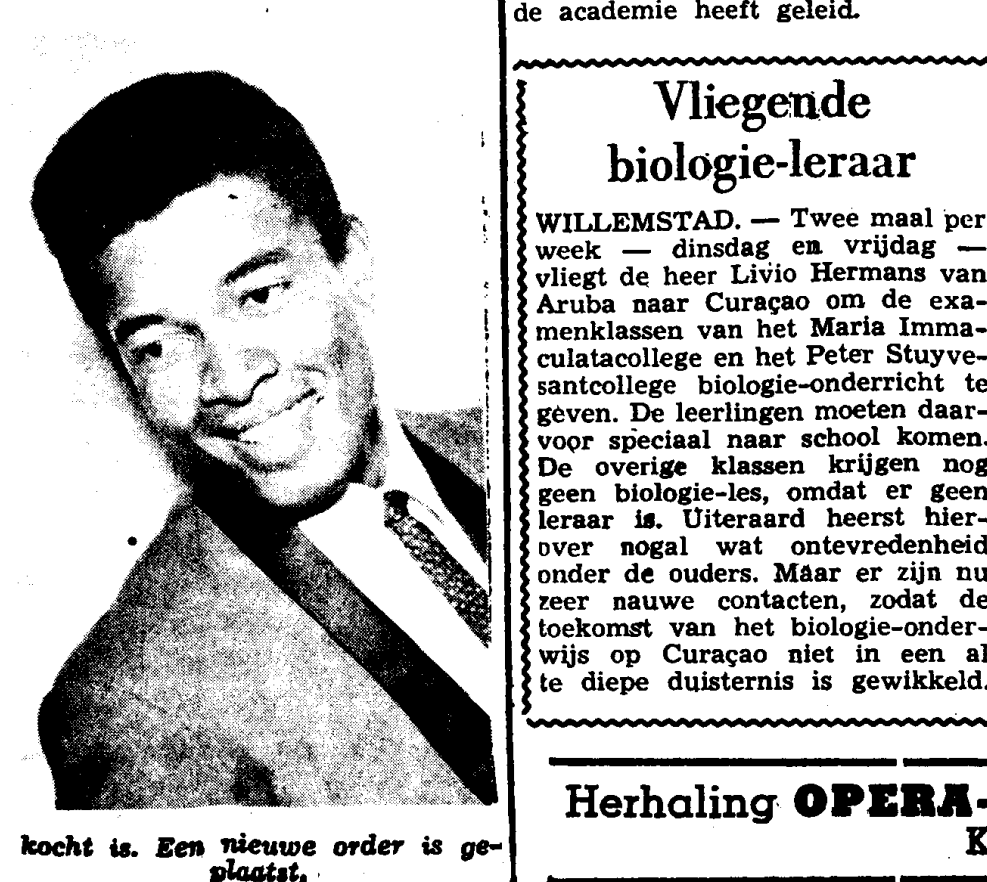 kocht is. Een nieuwe order is ge-
plaatst.
de academie heeft geleid.
Vliegende
biologie-leraar
WILLEMSTAD. — Twee maal per
week — dinsdag en vrijdag —
vliegt de heer Livio Hermans van
Aruba naar Curaçao om de exa-
menklassen van het Maria Imma-
culatacollege en het Peter Stuyve-
santcollege biologie-onderricht te
geven. De leerlingen moeten daar-
voor speciaal naar school komen.
De overige klassen krijgen nog
geen biologie-les, omdat er geen
leraar is. Uiteraard heerst hier-
over nogal wat ontevredenheid
onder de ouders. Maar er zijn nu
zeer nauwe contacten, zodat de
toekomst van het biologie-onder-
wijs op Curaçao niet in een al
te diepe duisternis is gewikkeld.
Herhaling OPERA-
K